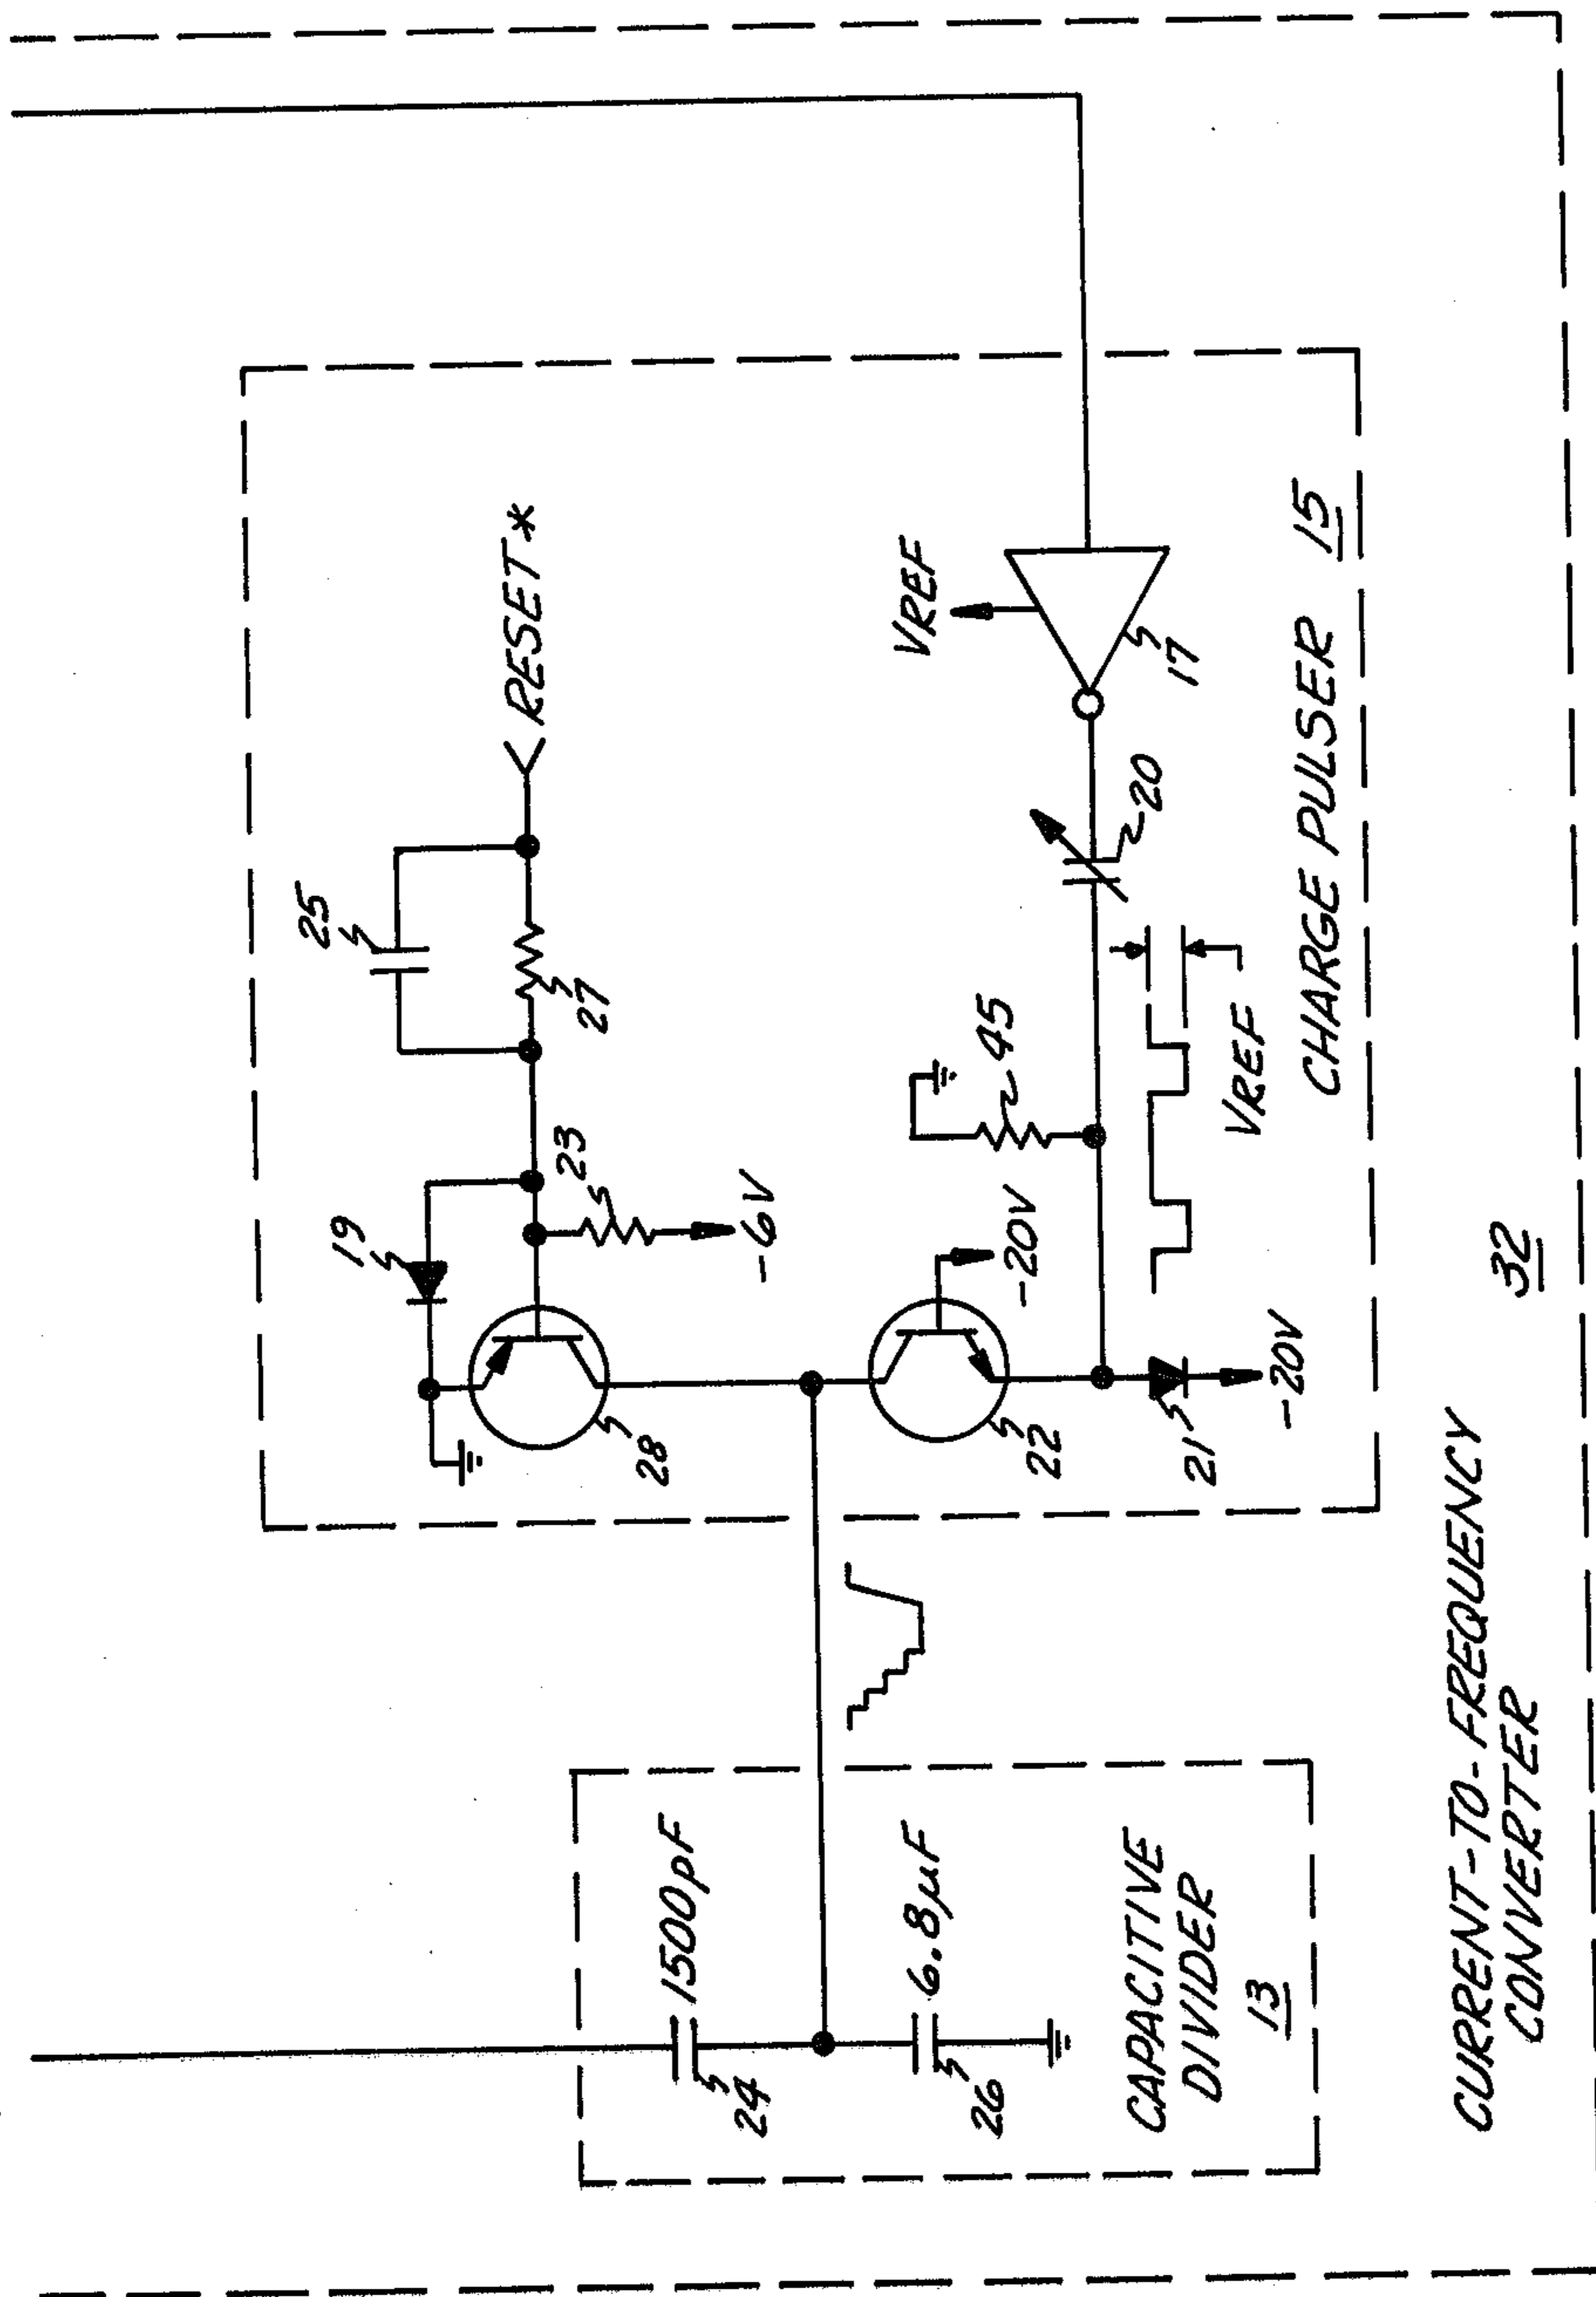 25
RESET*
27
19
23
-6V
28
VREF
17
20
45
-20V
22
21
-20V
VREF
CHARGE PULSER 15
1500pF
24
6.8μF
26
CAPACITIVE
DIVIDER
13
CURRENT-TO-FREQUENCY
CONVERTER
32